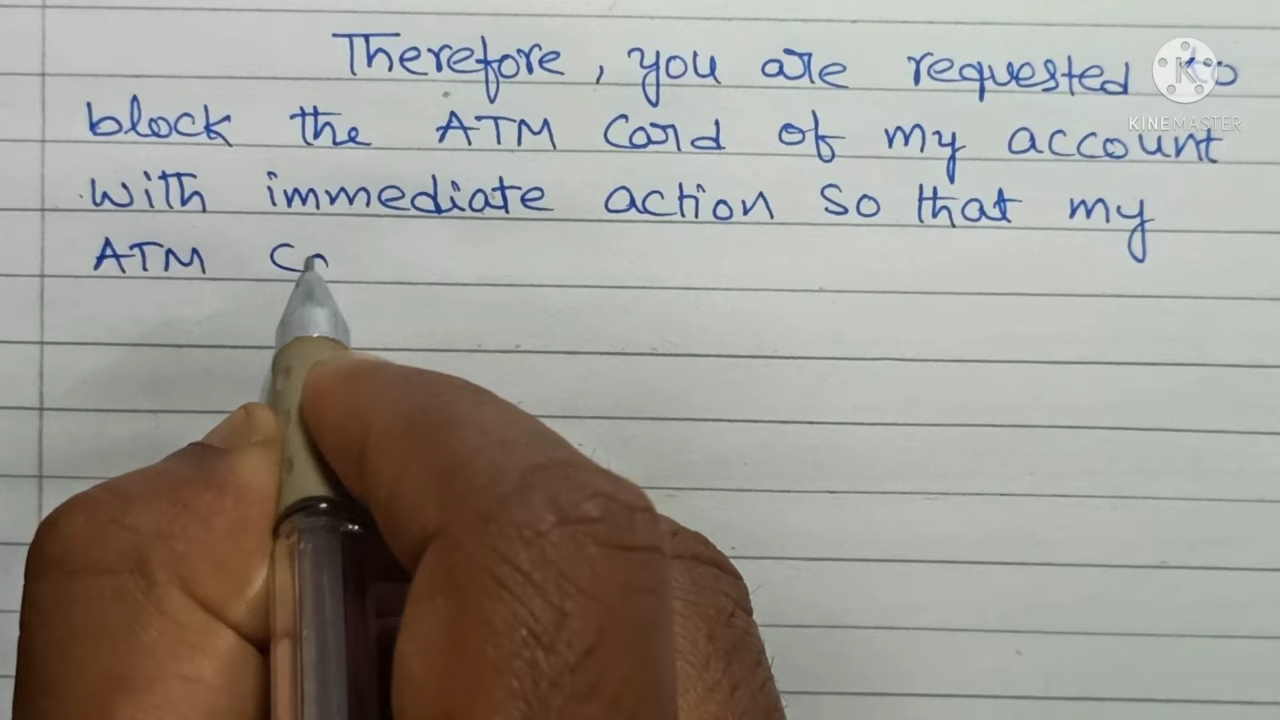 Therefore, you are requested to
block the ATM Card of my account
with immediate action so that my
ATM
KINEMASTER